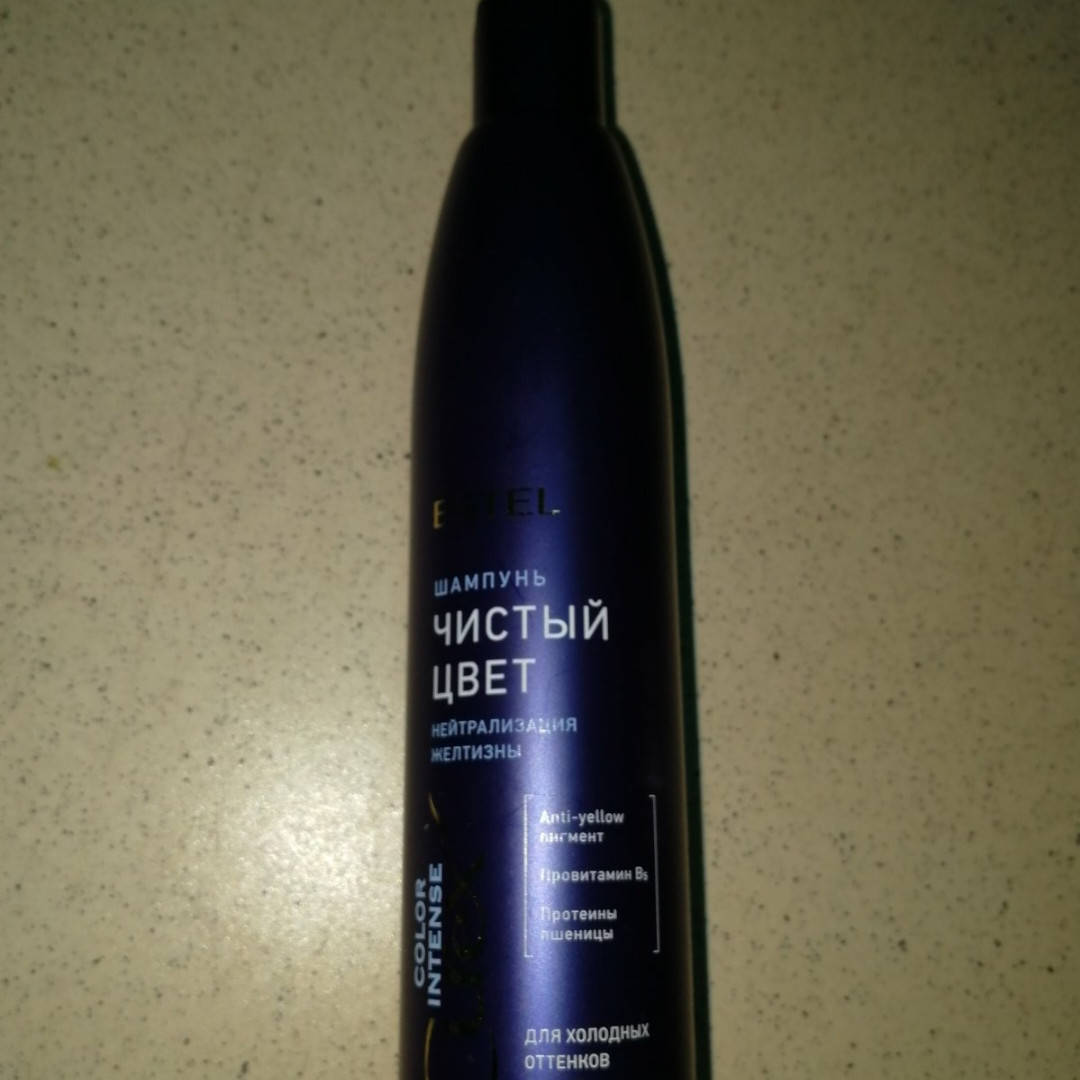 ESTEL
ШАМПУНЬ
ЧИСТЫЙ
ЦВЕТ
НЕЙТРАЛИЗАЦИЯ
ЖЕЛТИЗНЫ
Anti-yellow
пигмент
Провитамин B₅
Протеины
пшеницы
COLOR
INTENSE
ДЛЯ ХОЛОДНЫХ
ОТТЕНКОВ